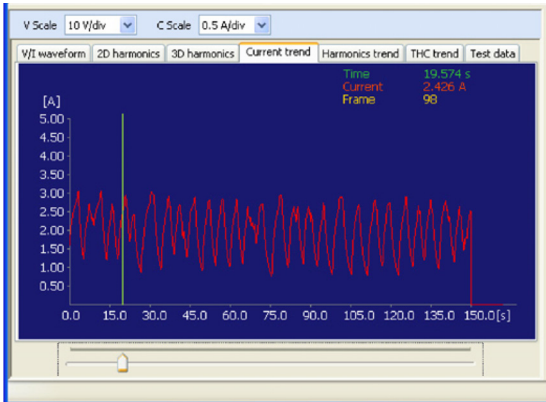 V Scale 10 V/div C Scale 0.5 A/div
V/I waveform 2D harmonics 3D harmonics Current trend Harmonics trend THC trend Test data
Time 19.574 s
Current 2.426 A
Frame 98
[A]
5.00
4.50
4.00
3.50
3.00
2.50
2.00
1.50
1.00
0.50
0.0 15.0 30.0 45.0 60.0 75.0 90.0 105.0 120.0 135.0 150.0[s]